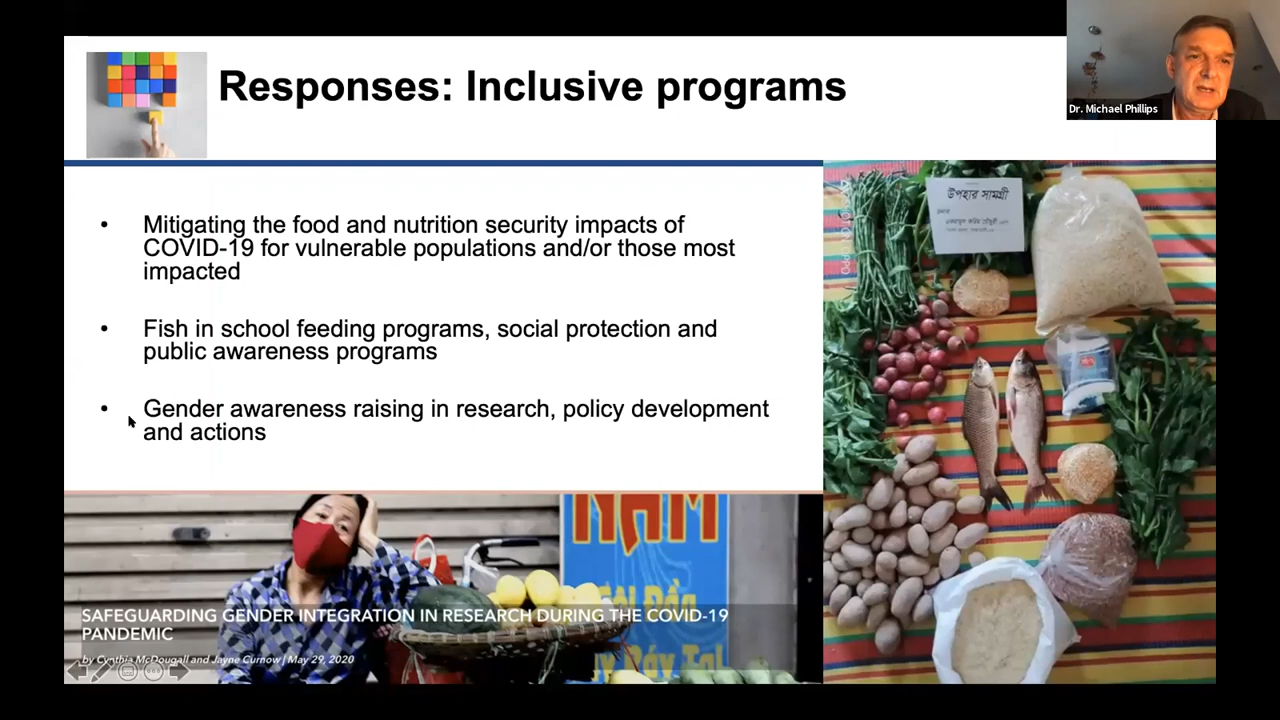 Responses: Inclusive programs
Dr. Michael Phillips
• Mitigating the food and nutrition security impacts of
COVID-19 for vulnerable populations and/or those most
impacted
• Fish in school feeding programs, social protection and
public awareness programs
• Gender awareness raising in research, policy development
and actions
উপহার সামগ্রী
NAM
SAFEGUARDING GENDER INTEGRATION IN RESEARCH DURING THE COVID-19
PANDEMIC
by Cynthia McDougall and Jayne Curnow | May 29, 2020